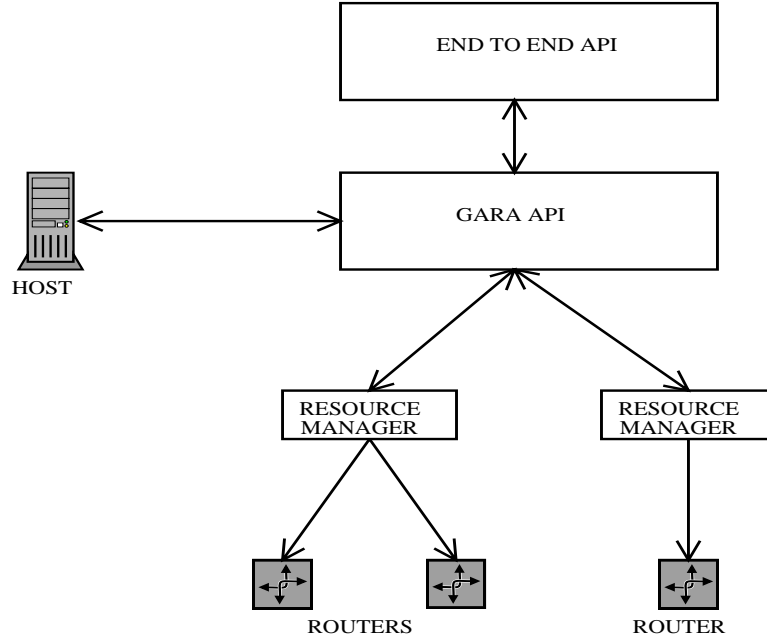 END TO END API
GARA API
HOST
RESOURCE
MANAGER
RESOURCE
MANAGER
ROUTERS
ROUTER